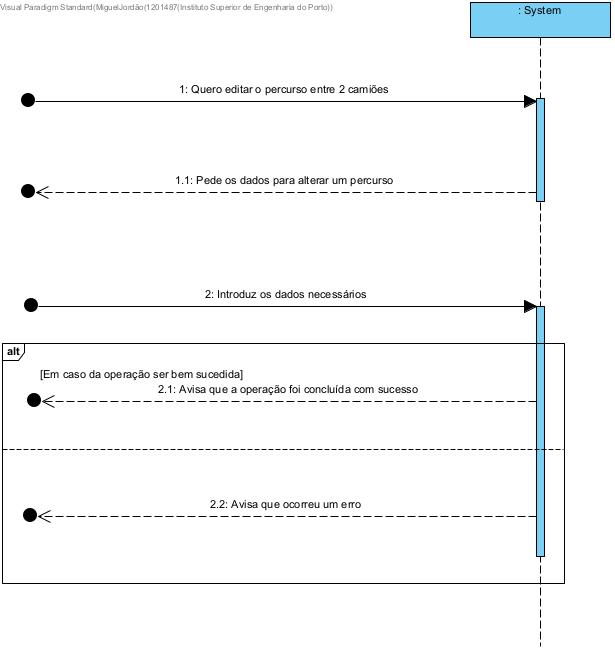 Visual Paradigm Standard(MiguelJordão(1201487(Instituto Superior de Engenharia do Porto))
: System
1: Quero editar o percurso entre 2 camiões
1.1: Pede os dados para alterar um percurso
2: Introduz os dados necessários
alt
[Em caso da operação ser bem sucedida]
2.1: Avisa que a operação foi concluída com sucesso
2.2: Avisa que ocorreu um erro